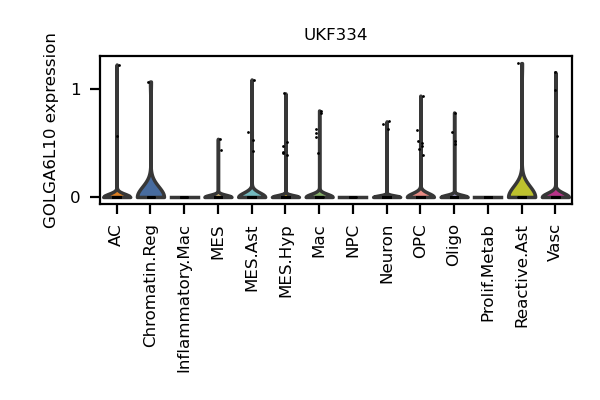 UKF334
GOLGA6L10 expression
1
0
AC
Chromatin.Reg
Inflammatory.Mac
MES
MES.Ast
MES.Hyp
Mac
NPC
Neuron
OPC
Oligo
Prolif.Metab
Reactive.Ast
Vasc